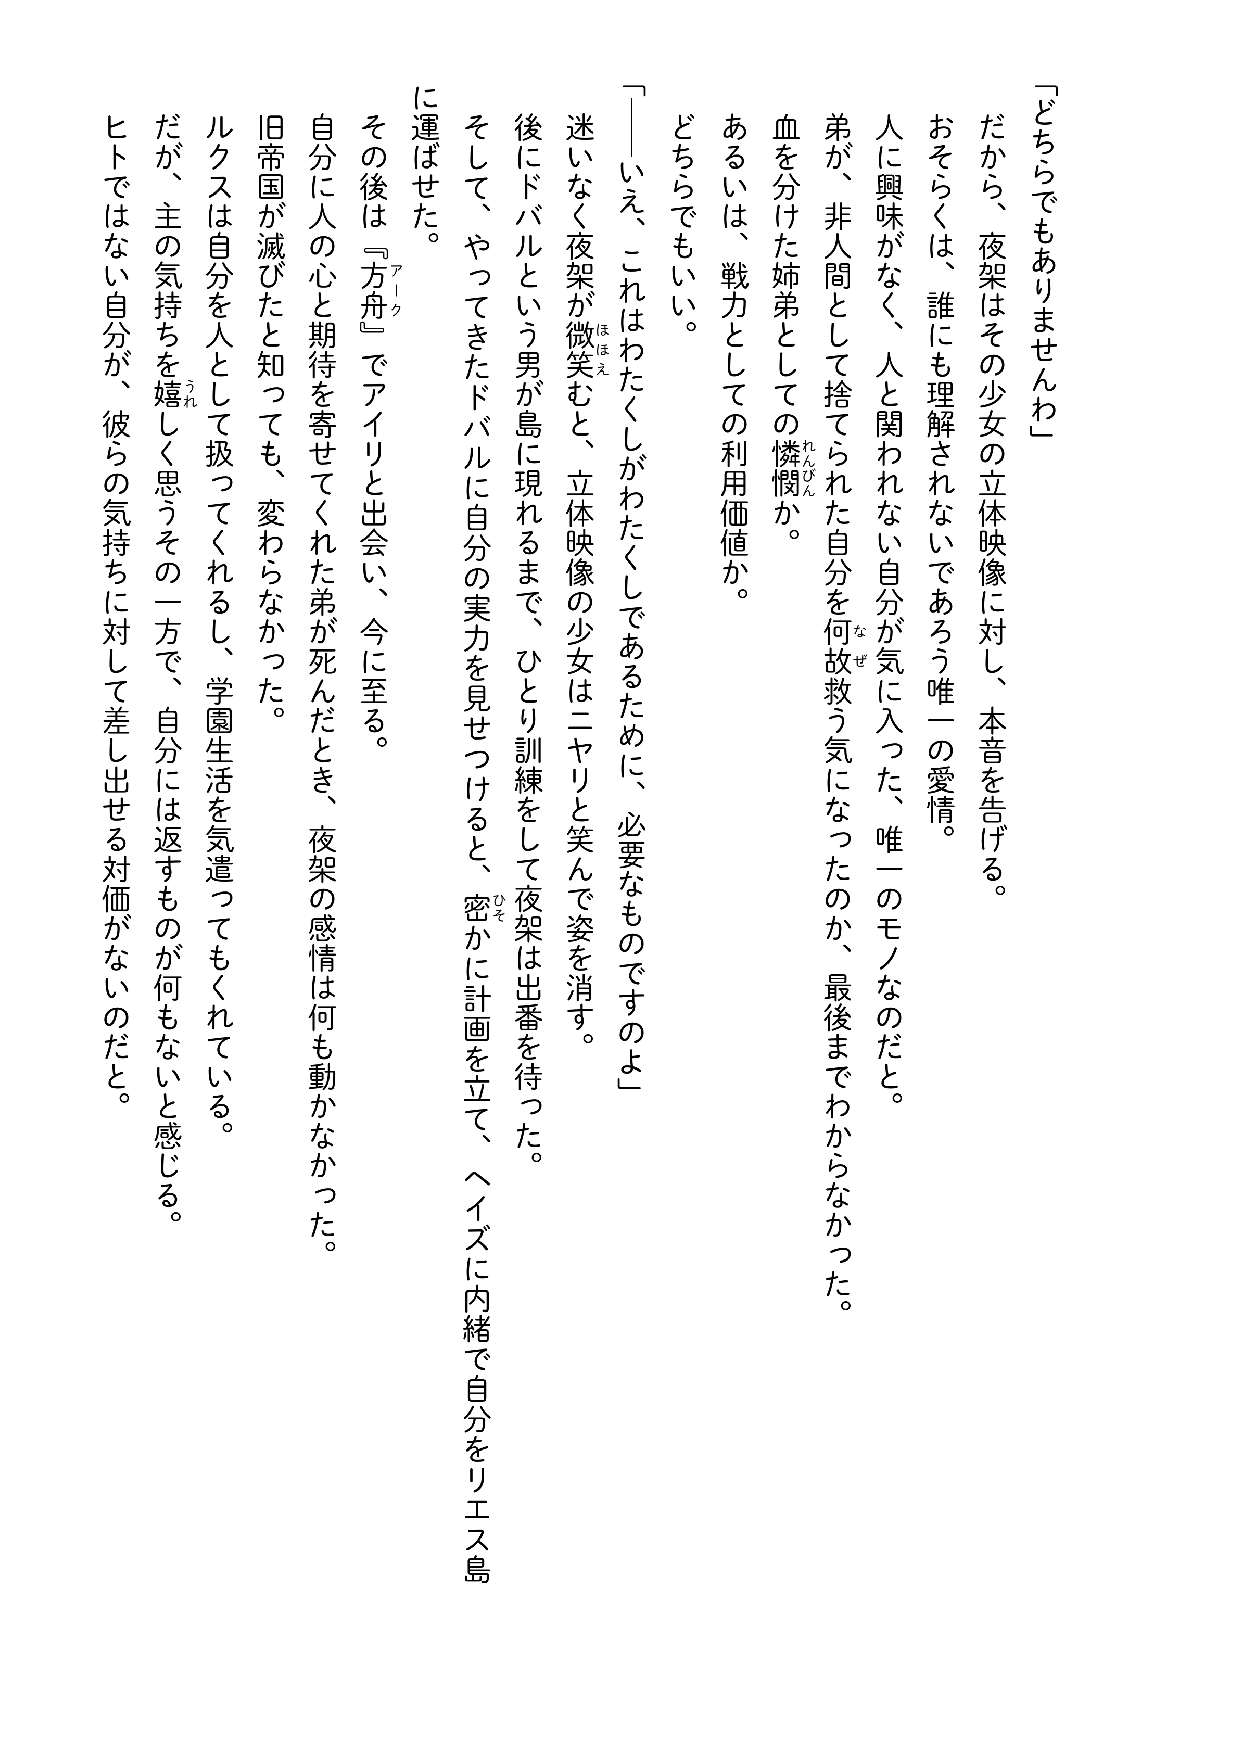 「どちらでもありませんわ」
だから、夜架はその少女の立体映像に対し、本音を告げる。
おそらくは、誰にも理解されないであろう唯一の愛情。
人に興味がなく、人と関われない自分が気に入った、唯一のモノなのだと。
弟が、非人間として捨てられた自分を何故救う気になったのか、最後までわからなかった。
血を分けた姉弟としての憐憫か。
あるいは、戦力としての利用価値か。
どちらでもいい。
「――いえ、これはわたくしがわたくしであるために、必要なものですのよ」
迷いなく夜架が微笑むと、立体映像の少女はニヤリと笑んで姿を消す。
後にドバルという男が島に現れるまで、ひとり訓練をして夜架は出番を待った。
そして、やってきたドバルに自分の実力を見せつけると、密かに計画を立て、ヘイズに内緒で自分をリエス島
に運ばせた。
その後は『方舟』でアイリと出会い、今に至る。
自分に人の心と期待を寄せてくれた弟が死んだとき、夜架の感情は何も動かなかった。
旧帝国が滅びたと知っても、変わらなかった。
ルクスは自分を人として扱ってくれるし、学園生活を気遣ってもくれている。
だが、主の気持ちを嬉しく思うその一方で、自分には返すものが何もないと感じる。
ヒトではない自分が、彼らの気持ちに対して差し出せる対価がないのだと。